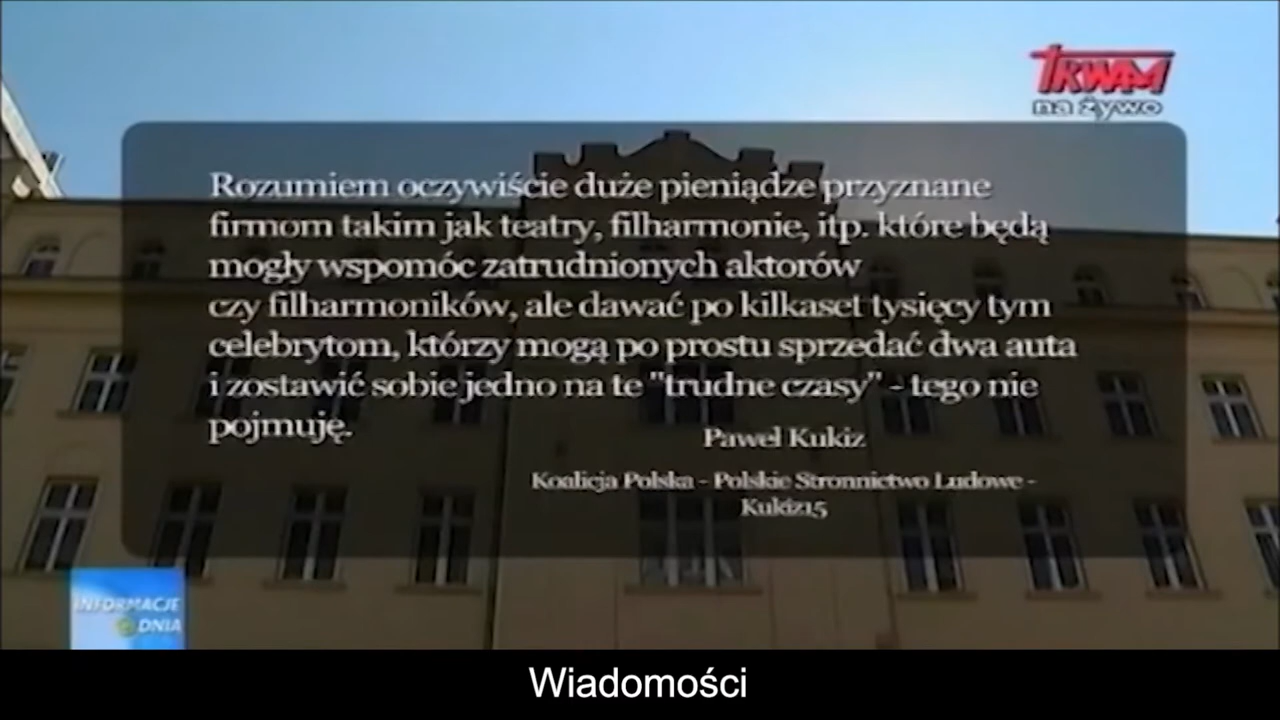 TRWAM
na żywo
Rozumiem oczywiście duże pieniądze przyznane
firmom takim jak teatry, filharmonie, itp. które będą
mogły wspomóc zatrudnionych aktorów
czy filharmoników, ale dawać po kilkaset tysięcy tym
celebrytom, którzy mogą po prostu sprzedać dwa auta
i zostawić sobie jedno na te "trudne czasy" - tego nie
pojmuję.
Paweł Kukiz
Koalicja Polska - Polskie Stronnictwo Ludowe -
Kukiz15
INFORMACJE
DNIA
Wiadomości